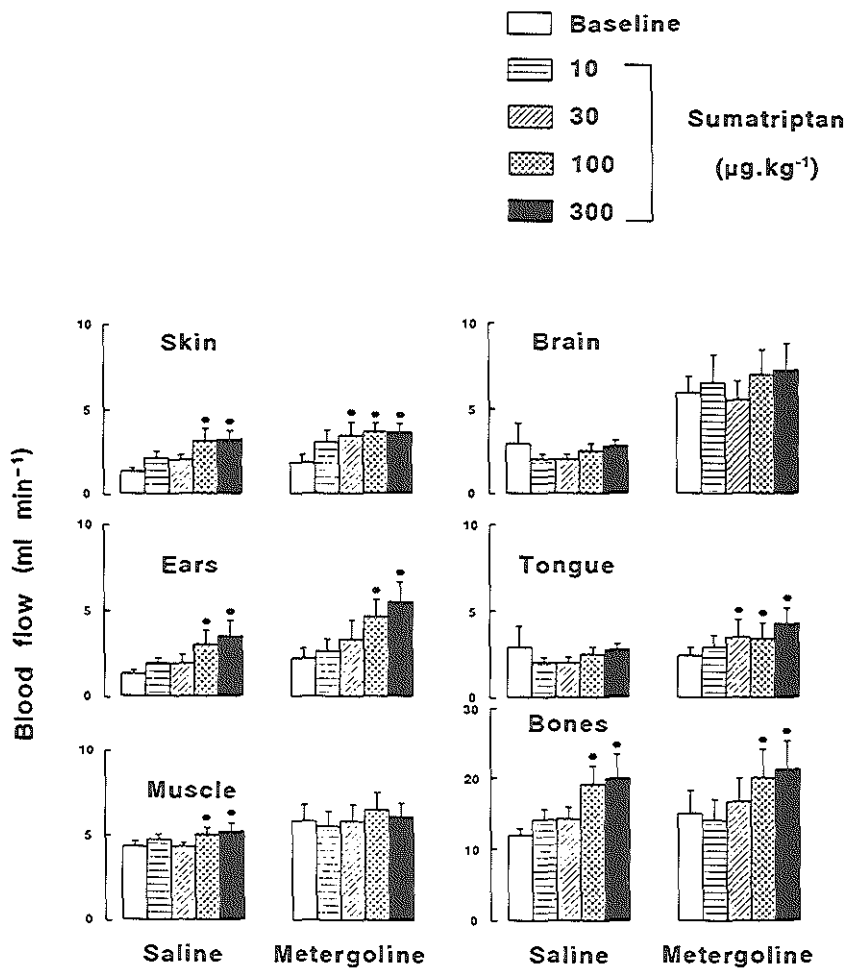 Baseline
10
30
100
300
Sumatriptan
(µg.kg⁻¹)
Blood flow (ml min⁻¹)
10
5
0
Skin
10
5
0
Brain
10
5
0
Ears
10
5
0
Tongue
10
5
0
Muscle
30
20
10
0
Bones
Saline
Metergoline
Saline
Metergoline